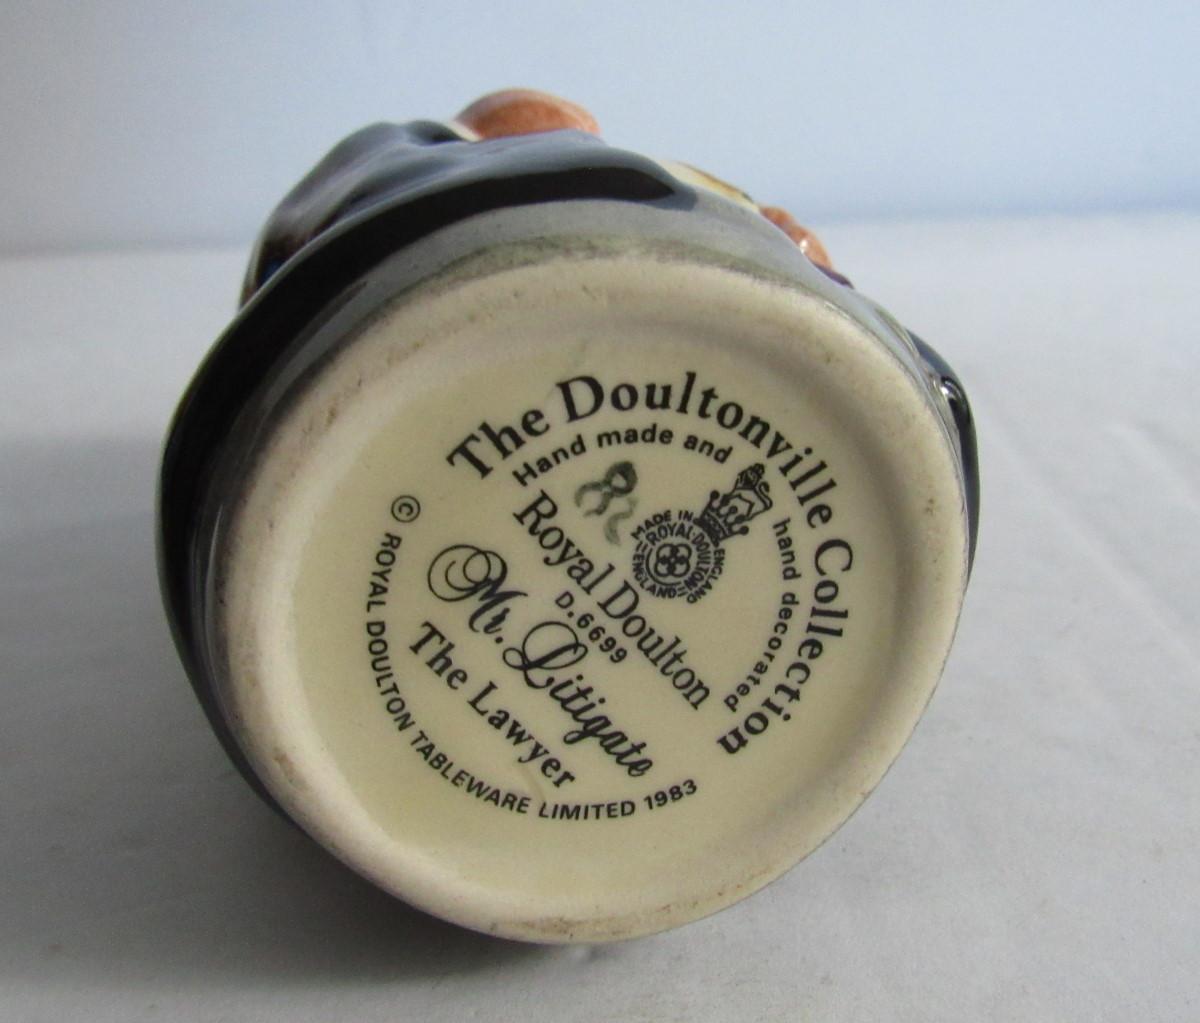 The Doultonville Collection
Hand made and hand decorated
MADE IN ENGLAND
ROYAL DOULTON
ENGLAND
Royal Doulton
D.6699
Mr. Litigate
The Lawyer
© ROYAL DOULTON TABLEWARE LIMITED 1983